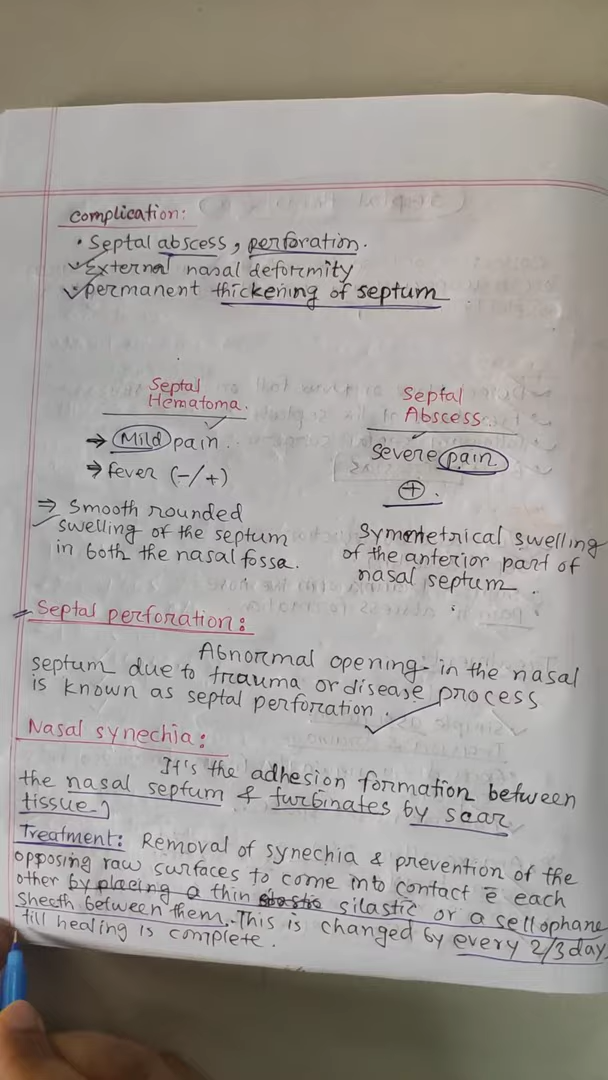 Complication:
• Septal abscess, perforation.
✓ External nasal deformity
✓ permanent thickening of septum
Septal
Hematoma.
→ Mild pain.
→ fever (-/+)
⇒ Smooth rounded
swelling of the septum
in both the nasal fossa.
Septal
Abscess.
Severe pain
+.
Symmetrical swelling
of the anterior part of
nasal septum.
Septal perforation:
Abnormal opening in the nasal
septum due to trauma or disease process
is known as septal perforation.
Nasal synechia:
It's the adhesion formation between
the nasal septum & turbinates by scar
tissue.
Treatment: Removal of synechia & prevention of the
opposing raw surfaces to come into contact c̄ each
other by placing a thin silastic or a sellophane
sheath between them. This is changed by every 2/3 day
till healing is complete.